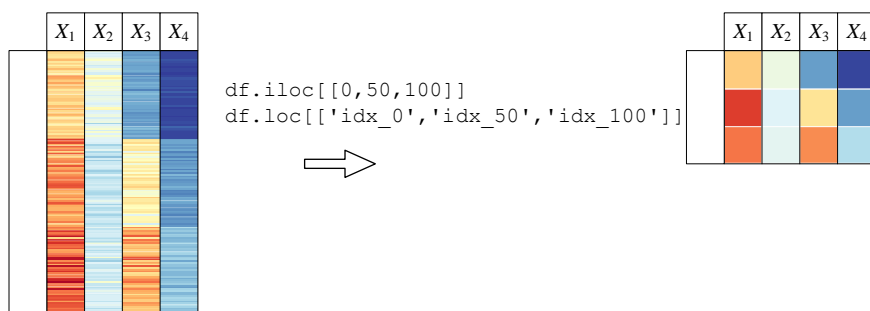 X1 X2 X3 X4
df.iloc[[0,50,100]]
df.loc[['idx_0','idx_50','idx_100']]
X1 X2 X3 X4